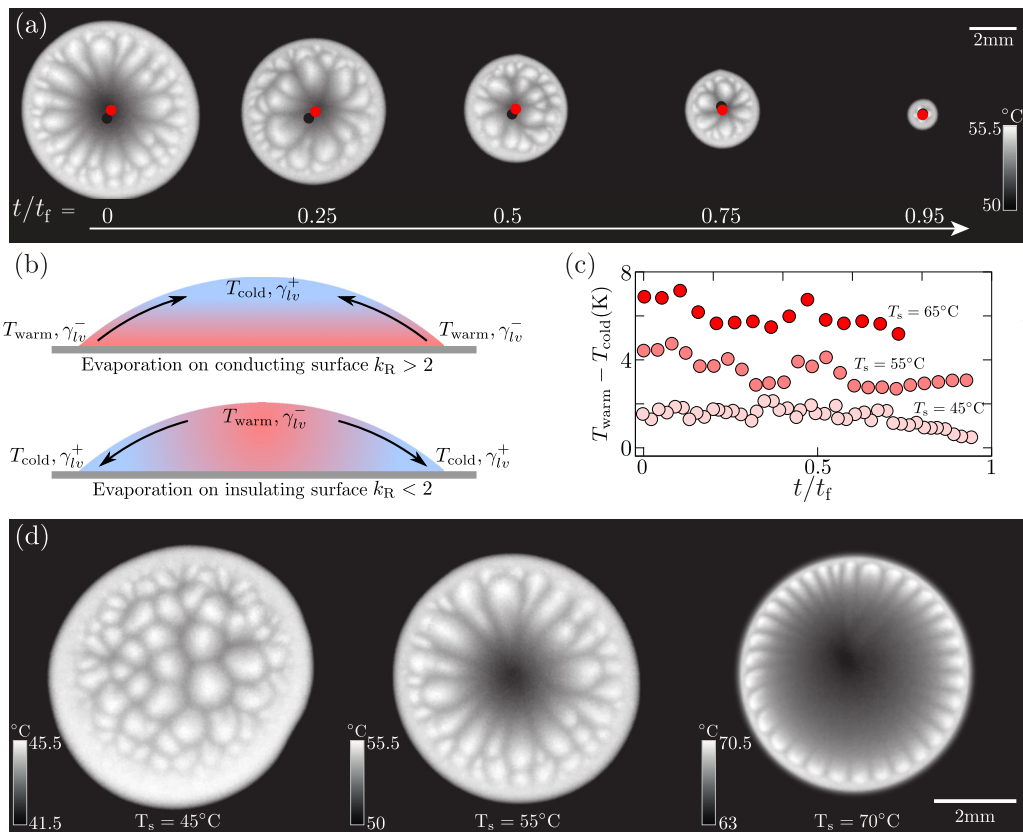 (a)
2mm
°C
55.5
50
t/t_f = 0 0.25 0.5 0.75 0.95
(b)
T_cold, γ_lv^+
T_warm, γ_lv^- T_warm, γ_lv^-
Evaporation on conducting surface k_R > 2
T_warm, γ_lv^-
T_cold, γ_lv^+ T_cold, γ_lv^+
Evaporation on insulating surface k_R < 2
(c)
8
4
0
T_warm − T_cold(K)
T_s = 65°C
T_s = 55°C
T_s = 45°C
0 0.5 1
t/t_f
(d)
°C
45.5
41.5
T_s = 45°C
°C
55.5
50
T_s = 55°C
°C
70.5
63
T_s = 70°C
2mm